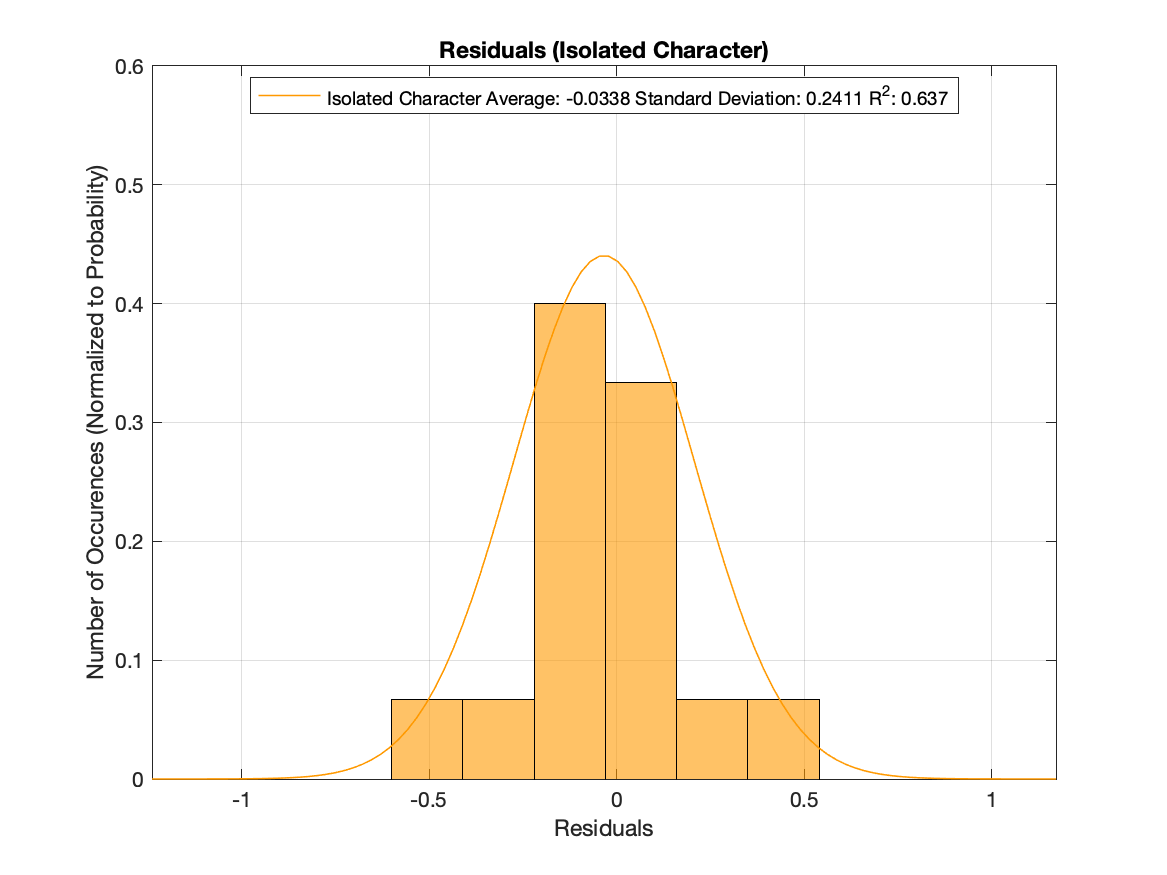 Residuals (Isolated Character)
Isolated Character Average: -0.0338 Standard Deviation: 0.2411 R²: 0.637
Number of Occurences (Normalized to Probability)
0.6
0.5
0.4
0.3
0.2
0.1
0
-1 -0.5 0 0.5 1
Residuals